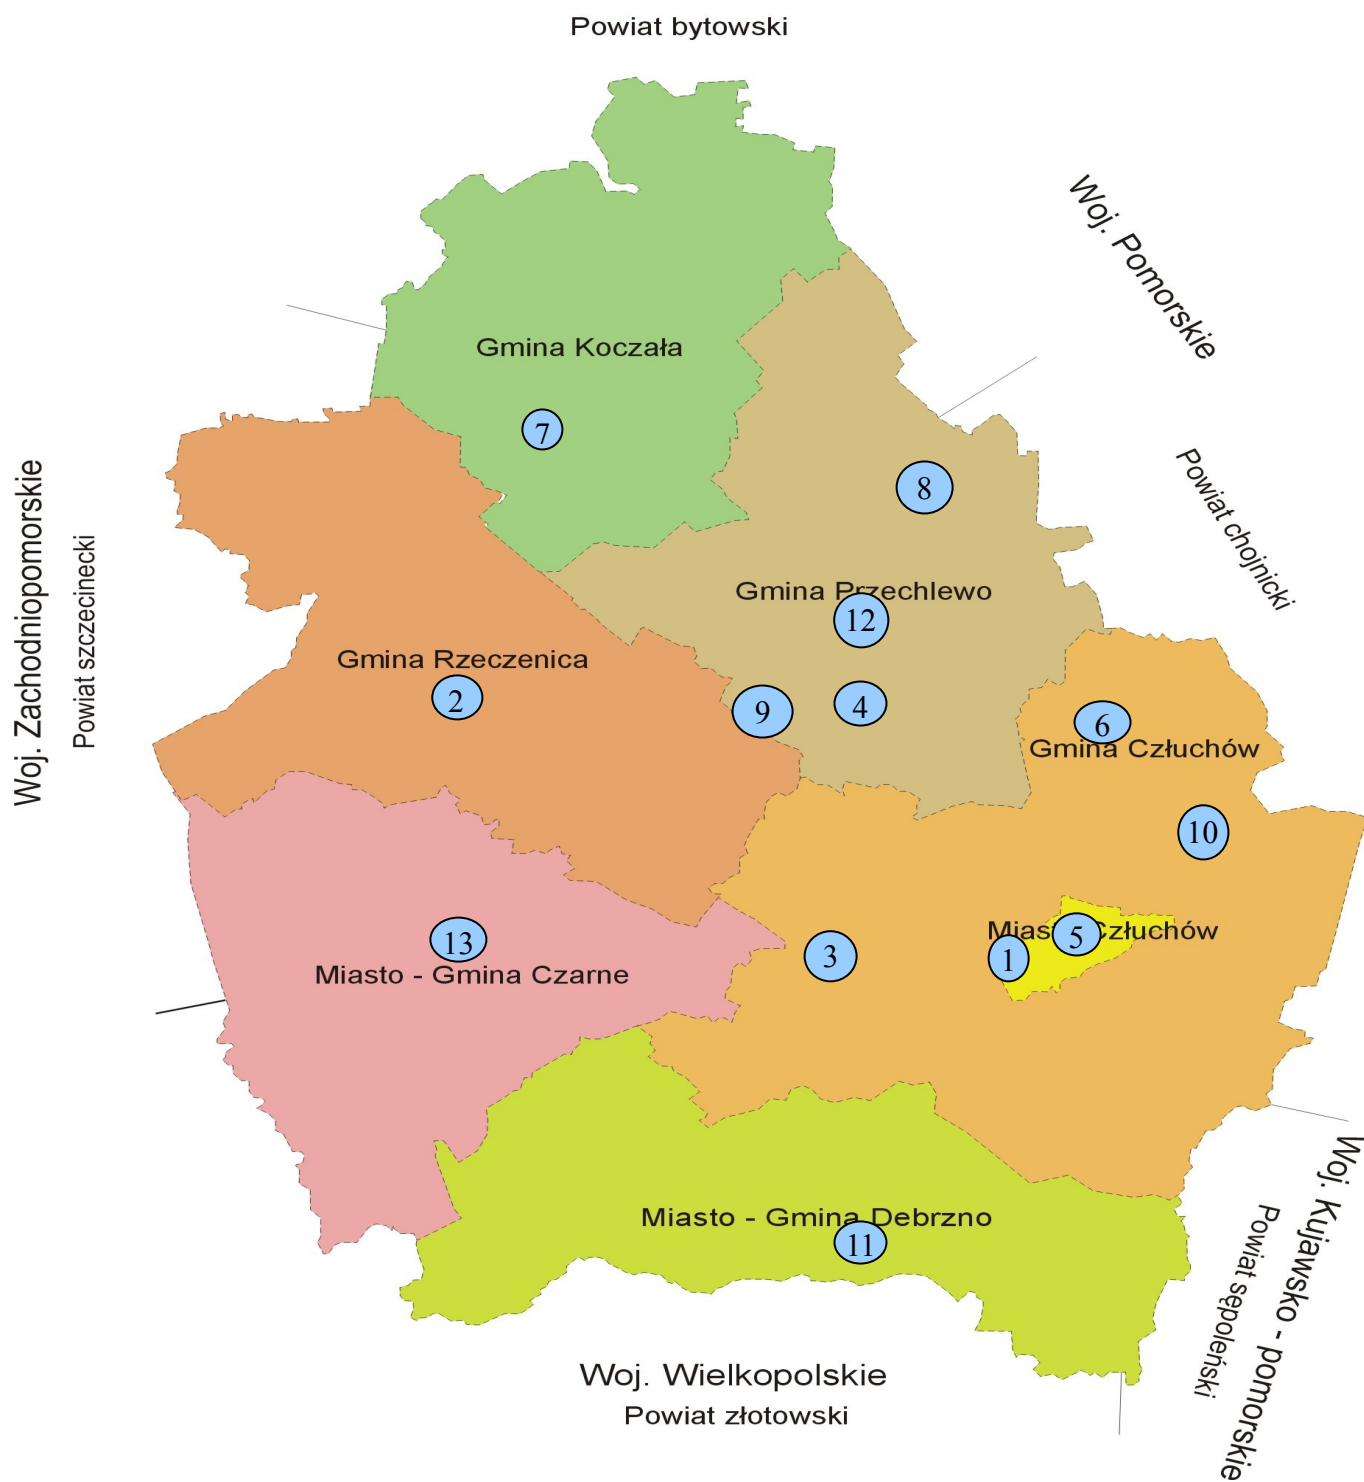 Powiat bytowski
Woj. Pomorskie
Gmina Koczała
7
8
Powiat chojnicki
Woj. Zachodniopomorskie
Powiat szczecinecki
Gmina Przechlewo
12
Gmina Rzeczenica
2
9
4
6
Gmina Człuchów
10
Miasto Człuchów
5
1
3
13
Miasto - Gmina Czarne
Miasto - Gmina Debrzno
11
Woj. Kujawsko - pomorskie
Powiat sępoleński
Woj. Wielkopolskie
Powiat złotowski